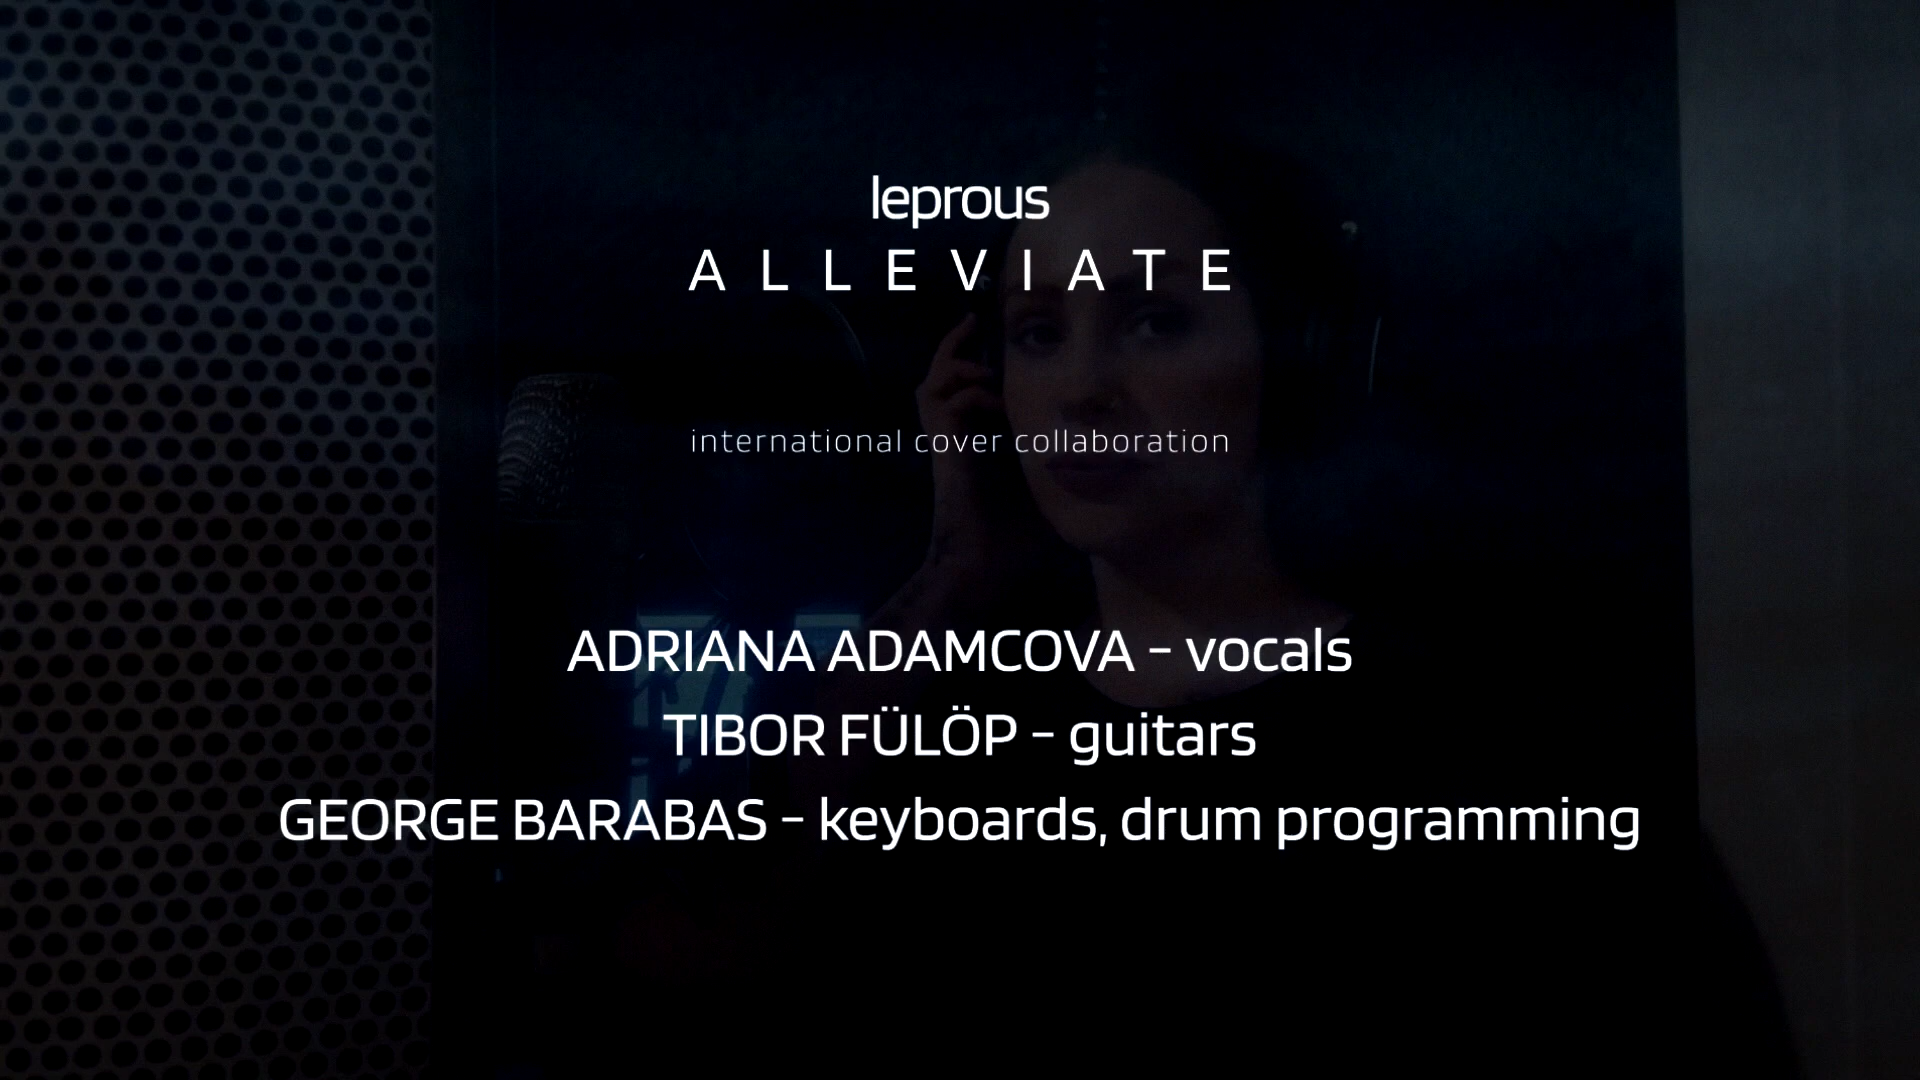 leprous
ALLEVIATE
international cover collaboration
ADRIANA ADAMCOVA - vocals
TIBOR FÜLÖP - guitars
GEORGE BARABAS - keyboards, drum programming